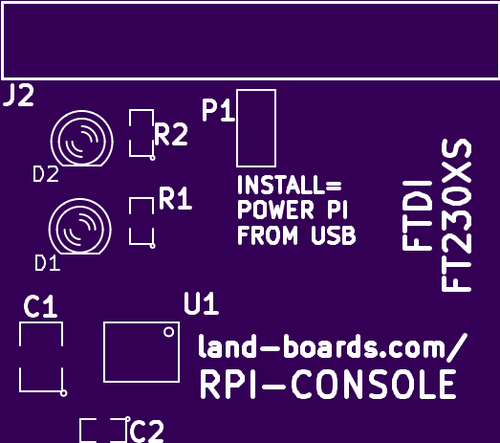 J2
P1
R2
D2
INSTALL=
POWER PI
FROM USB
FTDI
FT230XS
R1
D1
C1
U1
land-boards.com/
RPI-CONSOLE
C2